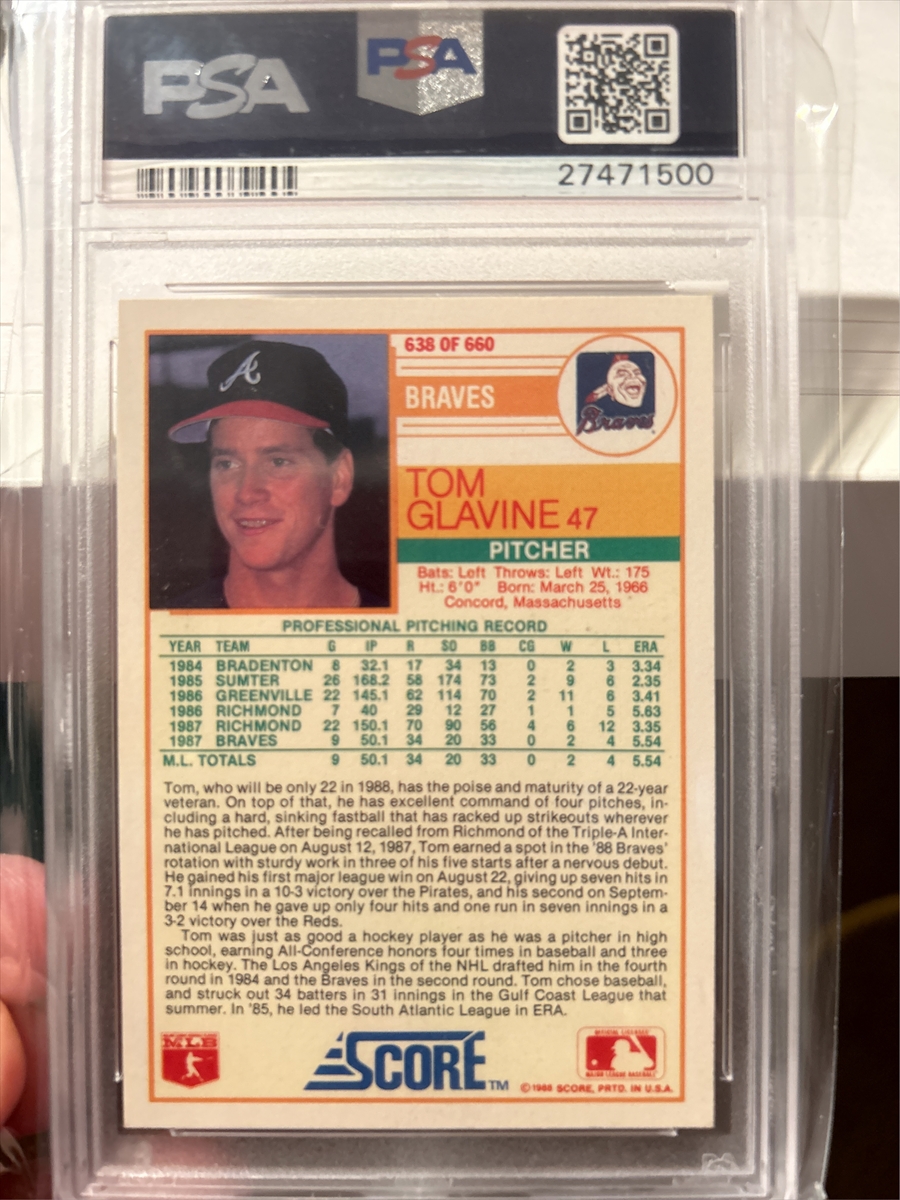 PSA
PSA
27471500
638 OF 660
BRAVES
Braves
TOM
GLAVINE 47
PITCHER
Bats: Left Throws: Left Wt.: 175
Ht.: 6'0" Born: March 25, 1966
Concord, Massachusetts
PROFESSIONAL PITCHING RECORD
YEAR TEAM G IP R SO BB CG W L ERA
1984 BRADENTON 8 32.1 17 34 13 0 2 3 3.34
1985 SUMTER 26 168.2 58 174 73 2 9 6 2.35
1986 GREENVILLE 22 145.1 62 114 70 2 11 6 3.41
1986 RICHMOND 7 40 29 12 27 1 1 5 5.63
1987 RICHMOND 22 150.1 70 90 56 4 6 12 3.35
1987 BRAVES 9 50.1 34 20 33 0 2 4 5.54
M.L. TOTALS 9 50.1 34 20 33 0 2 4 5.54
Tom, who will be only 22 in 1988, has the poise and maturity of a 22-year
veteran. On top of that, he has excellent command of four pitches, in-
cluding a hard, sinking fastball that has racked up strikeouts wherever
he has pitched. After being recalled from Richmond of the Triple-A Inter-
national League on August 12, 1987, Tom earned a spot in the '88 Braves'
rotation with sturdy work in three of his five starts after a nervous debut.
He gained his first major league win on August 22, giving up seven hits in
7.1 innings in a 10-3 victory over the Pirates, and his second on Septem-
ber 14 when he gave up only four hits and one run in seven innings in a
3-2 victory over the Reds.
Tom was just as good a hockey player as he was a pitcher in high
school, earning All-Conference honors four times in baseball and three
in hockey. The Los Angeles Kings of the NHL drafted him in the fourth
round in 1984 and the Braves in the second round. Tom chose baseball,
and struck out 34 batters in 31 innings in the Gulf Coast League that
summer. In '85, he led the South Atlantic League in ERA.
MLB
SCORE TM
OFFICIAL LICENSEE
MAJOR LEAGUE BASEBALL
©1988 SCORE, PRTD. IN U.S.A.